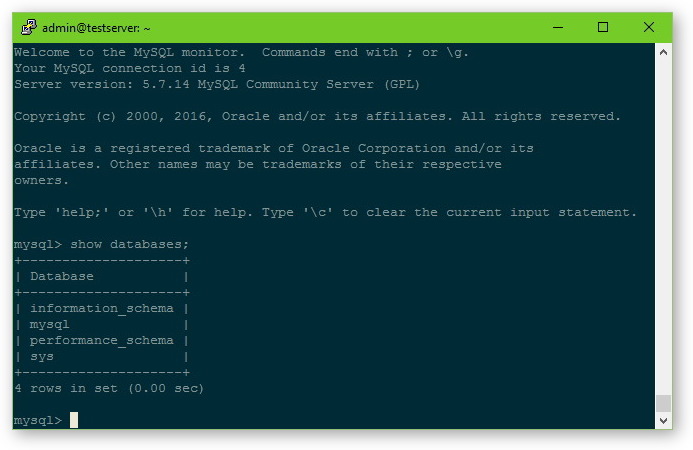 admin@testserver: ~
Welcome to the MySQL monitor.  Commands end with ; or \g.
Your MySQL connection id is 4
Server version: 5.7.14 MySQL Community Server (GPL)
Copyright (c) 2000, 2016, Oracle and/or its affiliates. All rights reserved.
Oracle is a registered trademark of Oracle Corporation and/or its
affiliates. Other names may be trademarks of their respective
owners.
Type 'help;' or '\h' for help. Type '\c' to clear the current input statement.
mysql> show databases;
+--------------------+
| Database           |
+--------------------+
| information_schema |
| mysql              |
| performance_schema |
| sys                |
+--------------------+
4 rows in set (0.00 sec)
mysql>